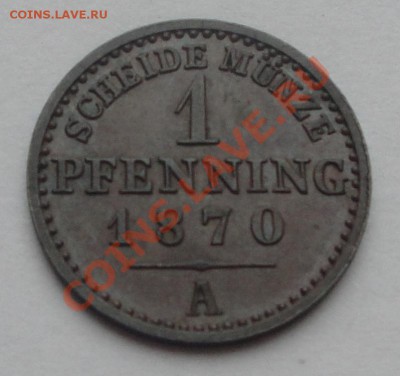 COINS.LAVE.RU
SCHEIDE MÜNZE
1
PFENNING
1870
A
COINS.LAVE.RU